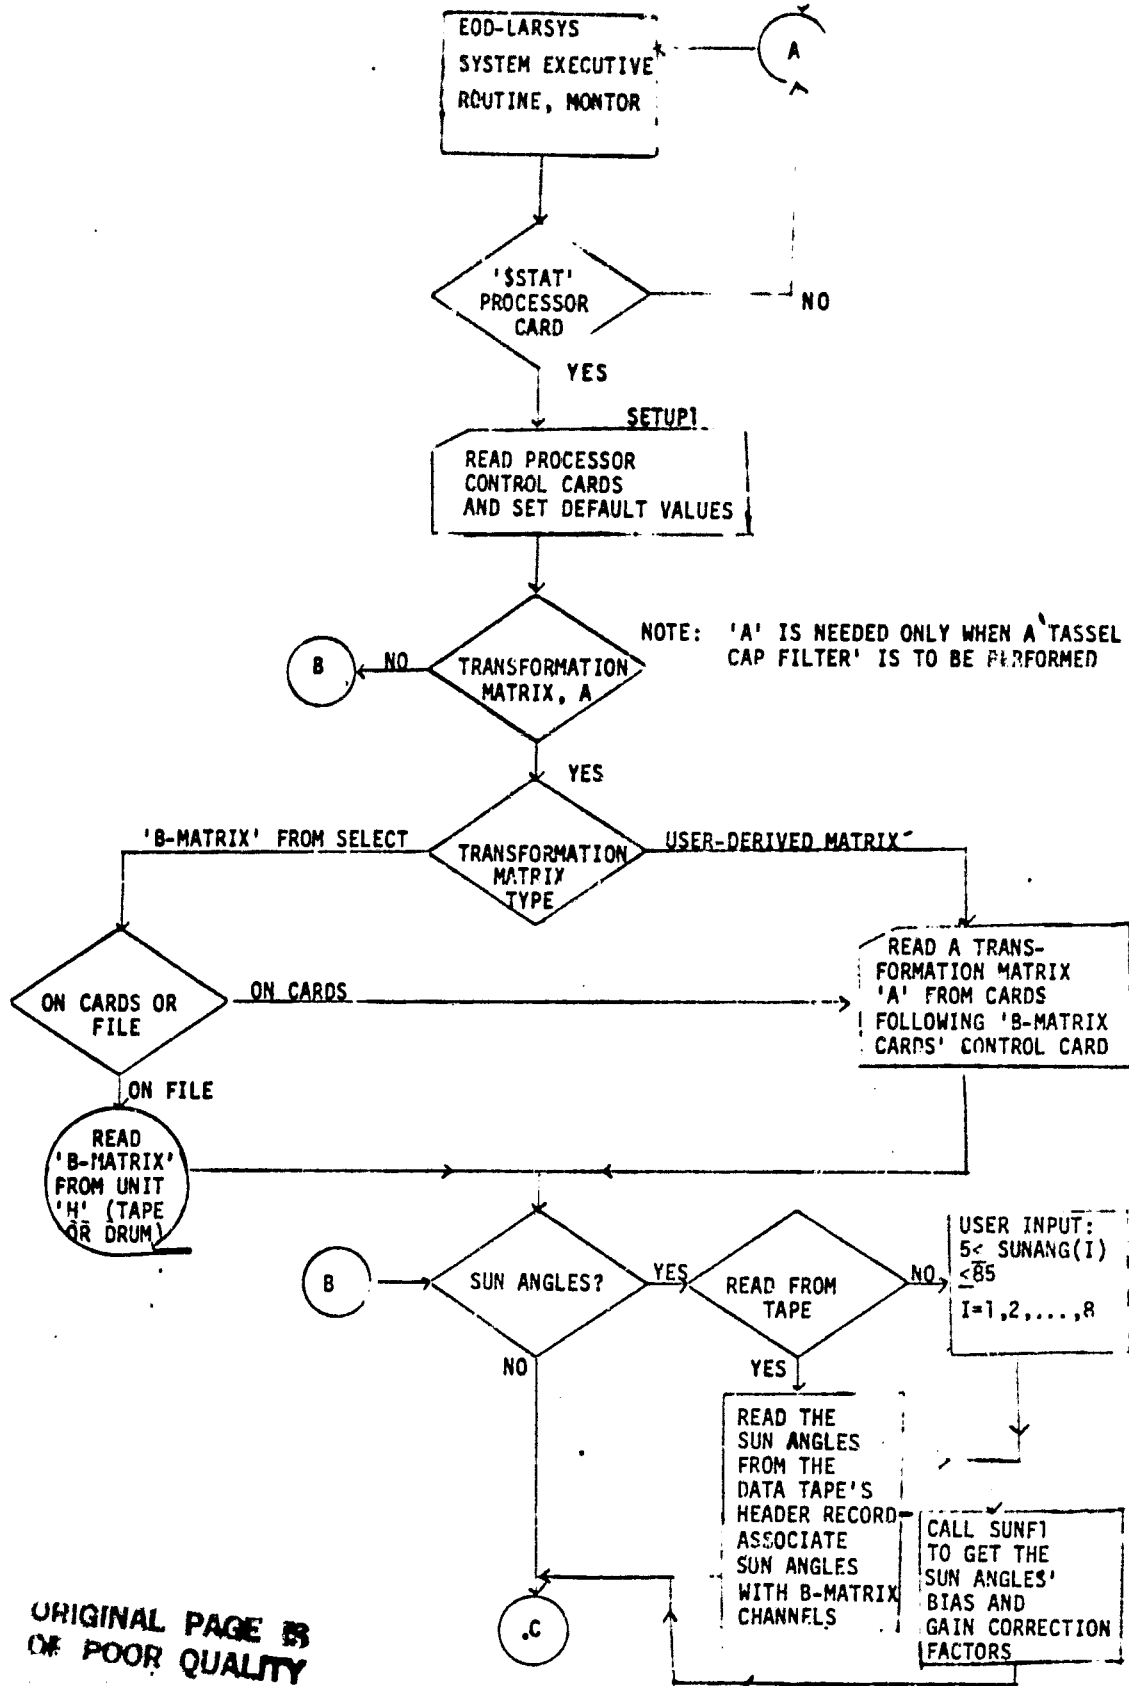 EOD-LARSYS
SYSTEM EXECUTIVE
ROUTINE, MONTOR
A
'$STAT'
PROCESSOR
CARD
NO
YES
SETUP1
READ PROCESSOR
CONTROL CARDS
AND SET DEFAULT VALUES
NOTE: 'A' IS NEEDED ONLY WHEN A 'TASSEL
CAP FILTER' IS TO BE PERFORMED
B
NO
TRANSFORMATION
MATRIX, A
YES
'B-MATRIX' FROM SELECT
TRANSFORMATION
MATRIX
TYPE
USER-DERIVED MATRIX
ON CARDS OR
FILE
ON CARDS
READ A TRANS-
FORMATION MATRIX
'A' FROM CARDS
FOLLOWING 'B-MATRIX
CARDS' CONTROL CARD
ON FILE
READ
'B-MATRIX'
FROM UNIT
'H' (TAPE
OR DRUM)
B
SUN ANGLES?
YES
READ FROM
TAPE
NO
USER INPUT:
5≤ SUNANG(I)
≤85
I=1,2,...,8
NO
YES
READ THE
SUN ANGLES
FROM THE
DATA TAPE'S
HEADER RECORD
ASSOCIATE
SUN ANGLES
WITH B-MATRIX
CHANNELS
CALL SUNF1
TO GET THE
SUN ANGLES'
BIAS AND
GAIN CORRECTION
FACTORS
.C
ORIGINAL PAGE IS
OF POOR QUALITY